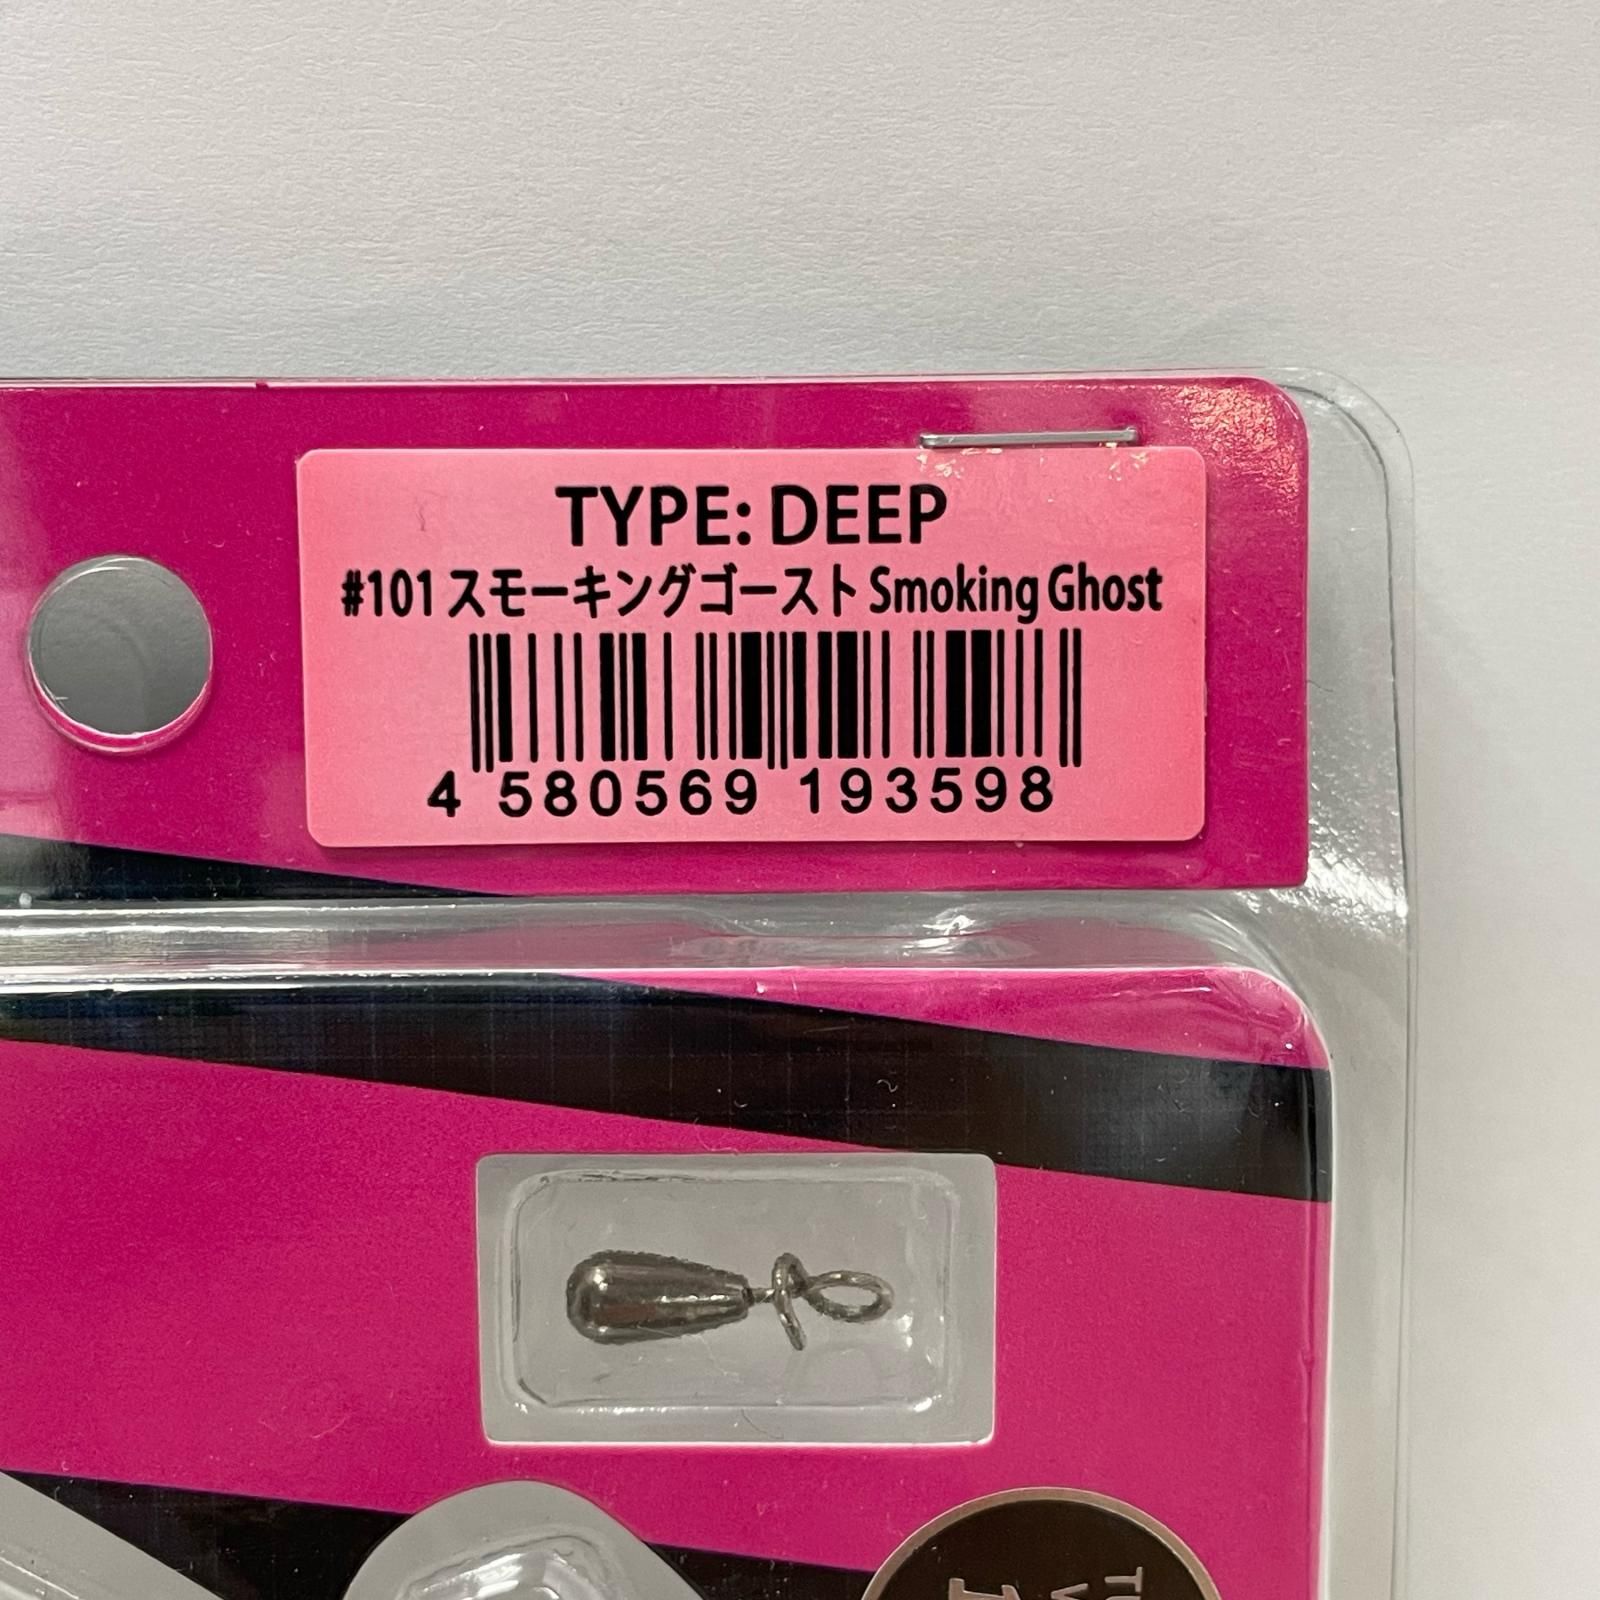 TYPE: DEEP
#101 スモーキングゴースト Smoking Ghost
4 580569 193598